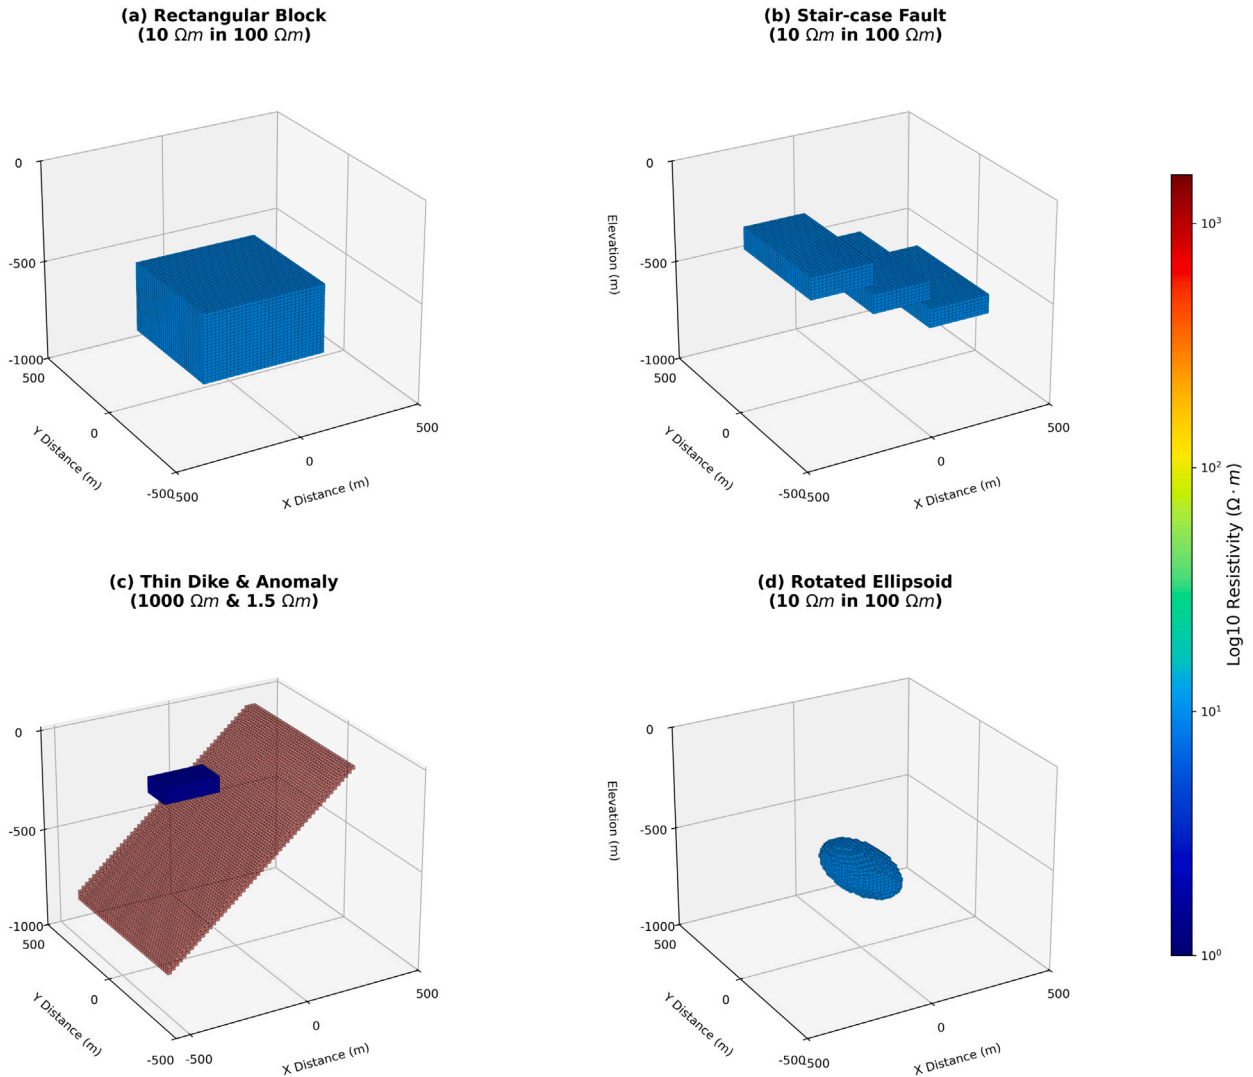 (a) Rectangular Block
(10 Ωm in 100 Ωm)
0
-500
-1000
500
0
-500
-500
0
500
Y Distance (m)
X Distance (m)
(b) Stair-case Fault
(10 Ωm in 100 Ωm)
0
-500
-1000
500
0
-500
-500
0
500
Elevation (m)
Y Distance (m)
X Distance (m)
(c) Thin Dike & Anomaly
(1000 Ωm & 1.5 Ωm)
0
-500
-1000
500
0
-500
-500
0
500
Y Distance (m)
X Distance (m)
(d) Rotated Ellipsoid
(10 Ωm in 100 Ωm)
0
-500
-1000
500
0
-500
-500
0
500
Elevation (m)
Y Distance (m)
X Distance (m)
10³
10²
10¹
10⁰
Log10 Resistivity (Ω · m)